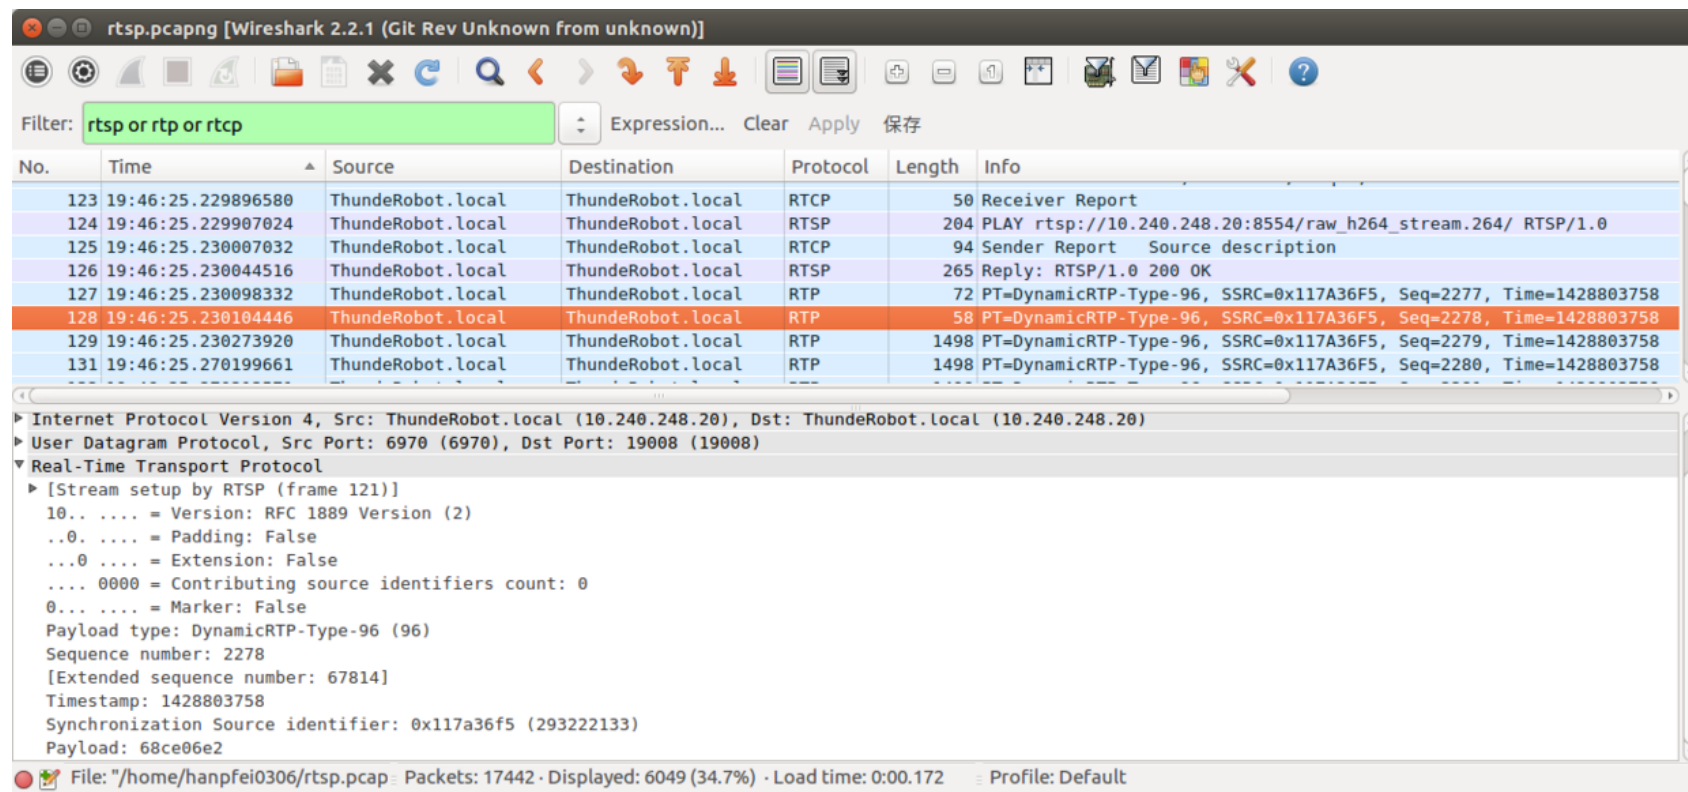 rtsp.pcapng [Wireshark 2.2.1 (Git Rev Unknown from unknown)]
Filter: rtsp or rtp or rtcp Expression... Clear Apply 保存
No. Time Source Destination Protocol Length Info
123 19:46:25.229896580 ThundeRobot.local ThundeRobot.local RTCP 50 Receiver Report
124 19:46:25.229907024 ThundeRobot.local ThundeRobot.local RTSP 204 PLAY rtsp://10.240.248.20:8554/raw_h264_stream.264/ RTSP/1.0
125 19:46:25.230007032 ThundeRobot.local ThundeRobot.local RTCP 94 Sender Report Source description
126 19:46:25.230044516 ThundeRobot.local ThundeRobot.local RTSP 265 Reply: RTSP/1.0 200 OK
127 19:46:25.230098332 ThundeRobot.local ThundeRobot.local RTP 72 PT=DynamicRTP-Type-96, SSRC=0x117A36F5, Seq=2277, Time=1428803758
128 19:46:25.230104446 ThundeRobot.local ThundeRobot.local RTP 58 PT=DynamicRTP-Type-96, SSRC=0x117A36F5, Seq=2278, Time=1428803758
129 19:46:25.230273920 ThundeRobot.local ThundeRobot.local RTP 1498 PT=DynamicRTP-Type-96, SSRC=0x117A36F5, Seq=2279, Time=1428803758
131 19:46:25.270199661 ThundeRobot.local ThundeRobot.local RTP 1498 PT=DynamicRTP-Type-96, SSRC=0x117A36F5, Seq=2280, Time=1428803758
Internet Protocol Version 4, Src: ThundeRobot.local (10.240.248.20), Dst: ThundeRobot.local (10.240.248.20)
User Datagram Protocol, Src Port: 6970 (6970), Dst Port: 19008 (19008)
Real-Time Transport Protocol
[Stream setup by RTSP (frame 121)]
10.. .... = Version: RFC 1889 Version (2)
..0. .... = Padding: False
...0 .... = Extension: False
.... 0000 = Contributing source identifiers count: 0
0... .... = Marker: False
Payload type: DynamicRTP-Type-96 (96)
Sequence number: 2278
[Extended sequence number: 67814]
Timestamp: 1428803758
Synchronization Source identifier: 0x117a36f5 (293222133)
Payload: 68ce06e2
File: "/home/hanpfei0306/rtsp.pcap Packets: 17442 · Displayed: 6049 (34.7%) · Load time: 0:00.172 Profile: Default